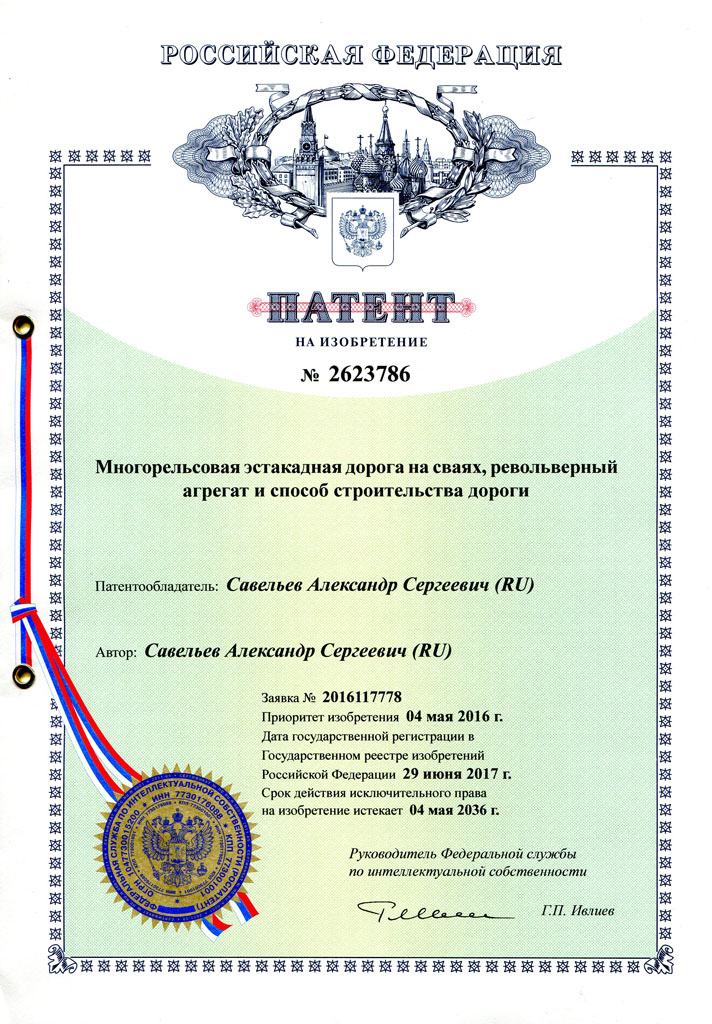 РОССИЙСКАЯ ФЕДЕРАЦИЯ
ПАТЕНТ
НА ИЗОБРЕТЕНИЕ
№ 2623786
Многорельсовая эстакадная дорога на сваях, револьверный
агрегат и способ строительства дороги
Патентообладатель: Савельев Александр Сергеевич (RU)
Автор: Савельев Александр Сергеевич (RU)
Заявка № 2016117778
Приоритет изобретения 04 мая 2016 г.
Дата государственной регистрации в
Государственном реестре изобретений
Российской Федерации 29 июня 2017 г.
Срок действия исключительного права
на изобретение истекает 04 мая 2036 г.
Руководитель Федеральной службы
по интеллектуальной собственности
Г.П. Ивлиев
ФЕДЕРАЛЬНАЯ СЛУЖБА ПО ИНТЕЛЛЕКТУАЛЬНОЙ СОБСТВЕННОСТИ (РОСПАТЕНТ)
ОГРН 1047730015200 * ИНН 7730176088 * КПП 773001001